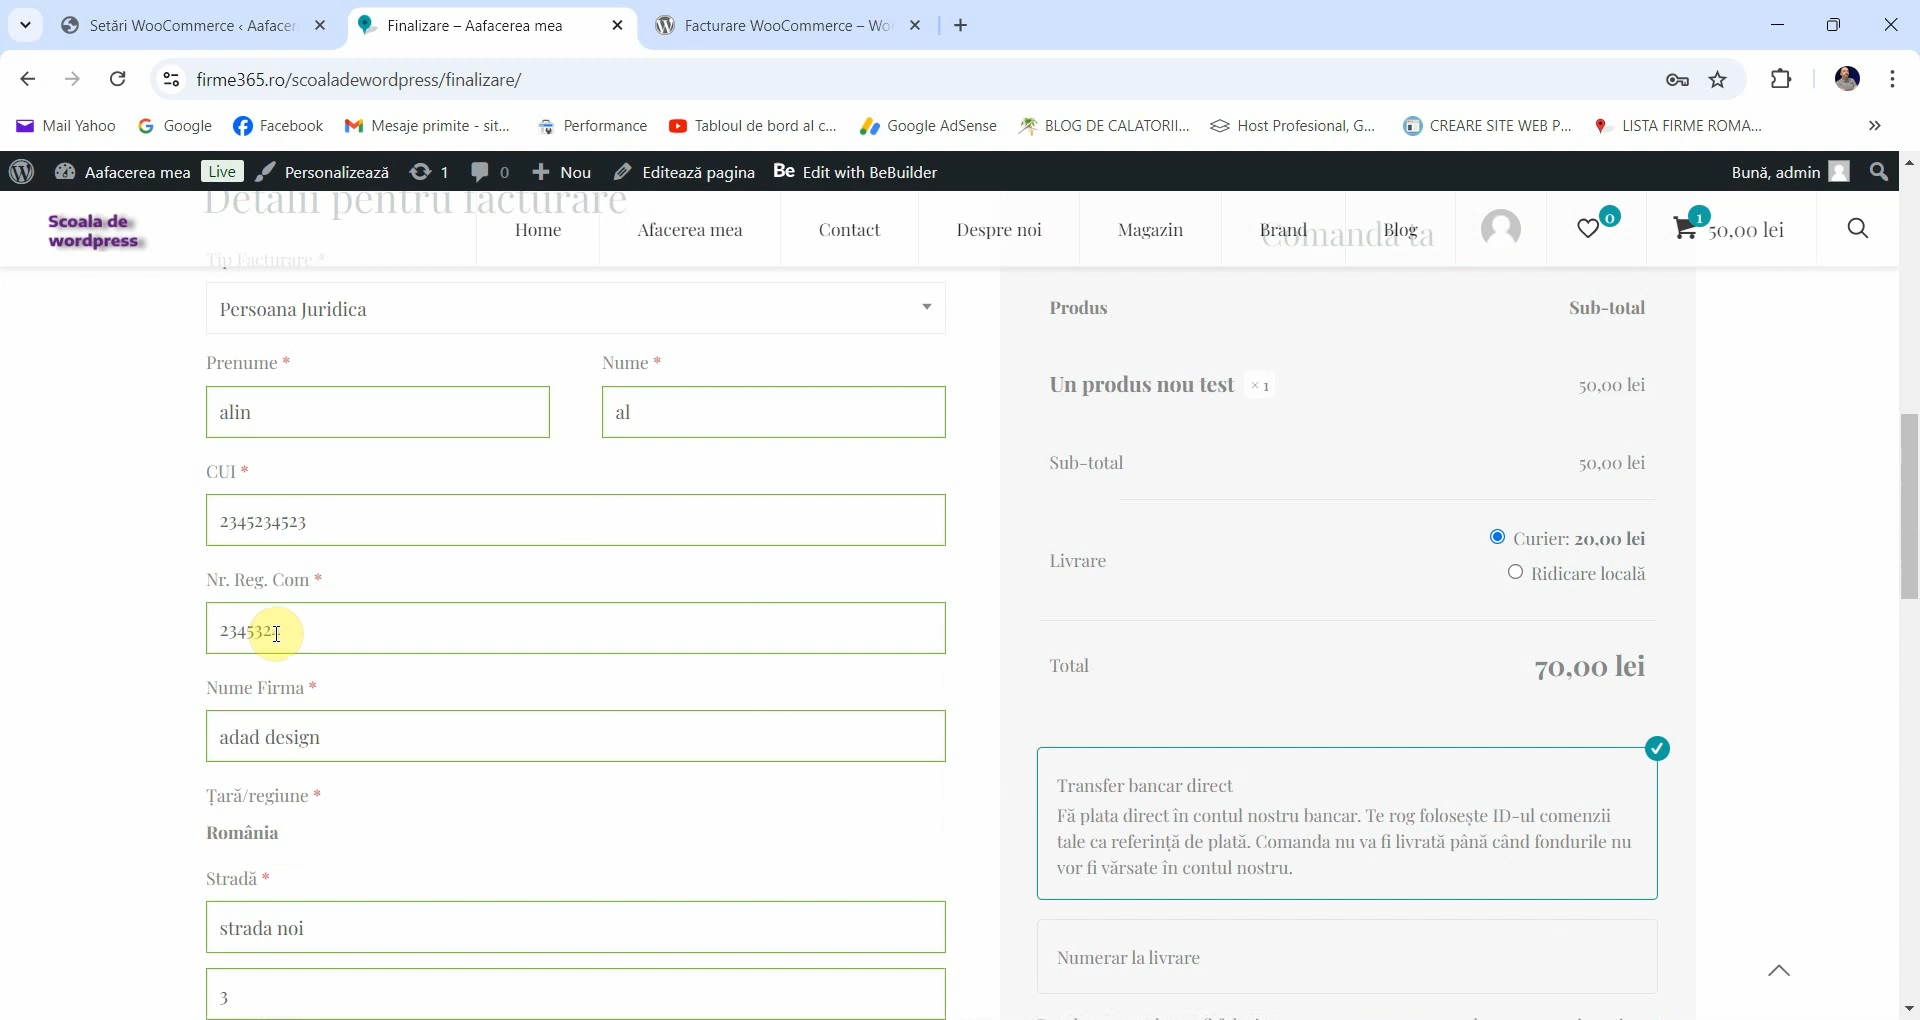 Setări WooCommerce ‹ Aafacer
Finalizare – Aafacerea mea
Facturare WooCommerce – Wo
firme365.ro/scoaladewordpress/finalizare/
Mail Yahoo
Google
Facebook
Mesaje primite - sit...
Performance
Tabloul de bord al c...
Google AdSense
BLOG DE CALATORII...
Host Profesional, G...
CREARE SITE WEB P...
LISTA FIRME ROMA...
Aafacerea mea
Live
Personalizează
1
0
Nou
Editează pagina
Be Edit with BeBuilder
Bună, admin
Detalii pentru facturare
Scoala de
wordpress
Home
Afacerea mea
Contact
Despre noi
Magazin
Brand
Blog
0
1
50,00 lei
Comanda ta
Tip Facturare *
Persoana Juridica
Prenume *
Nume *
alin
al
CUI *
2345234523
Nr. Reg. Com *
Nume Firma *
adad design
Țară/regiune *
România
Stradă *
strada noi
3
Produs
Sub-total
Un produs nou test × 1
50,00 lei
Sub-total
50,00 lei
Livrare
Curier: 20,00 lei
Ridicare locală
Total
70,00 lei
Transfer bancar direct
Fă plata direct în contul nostru bancar. Te rog folosește ID-ul comenzii
tale ca referință de plată. Comanda nu va fi livrată până când fondurile nu
vor fi vărsate în contul nostru.
Numerar la livrare